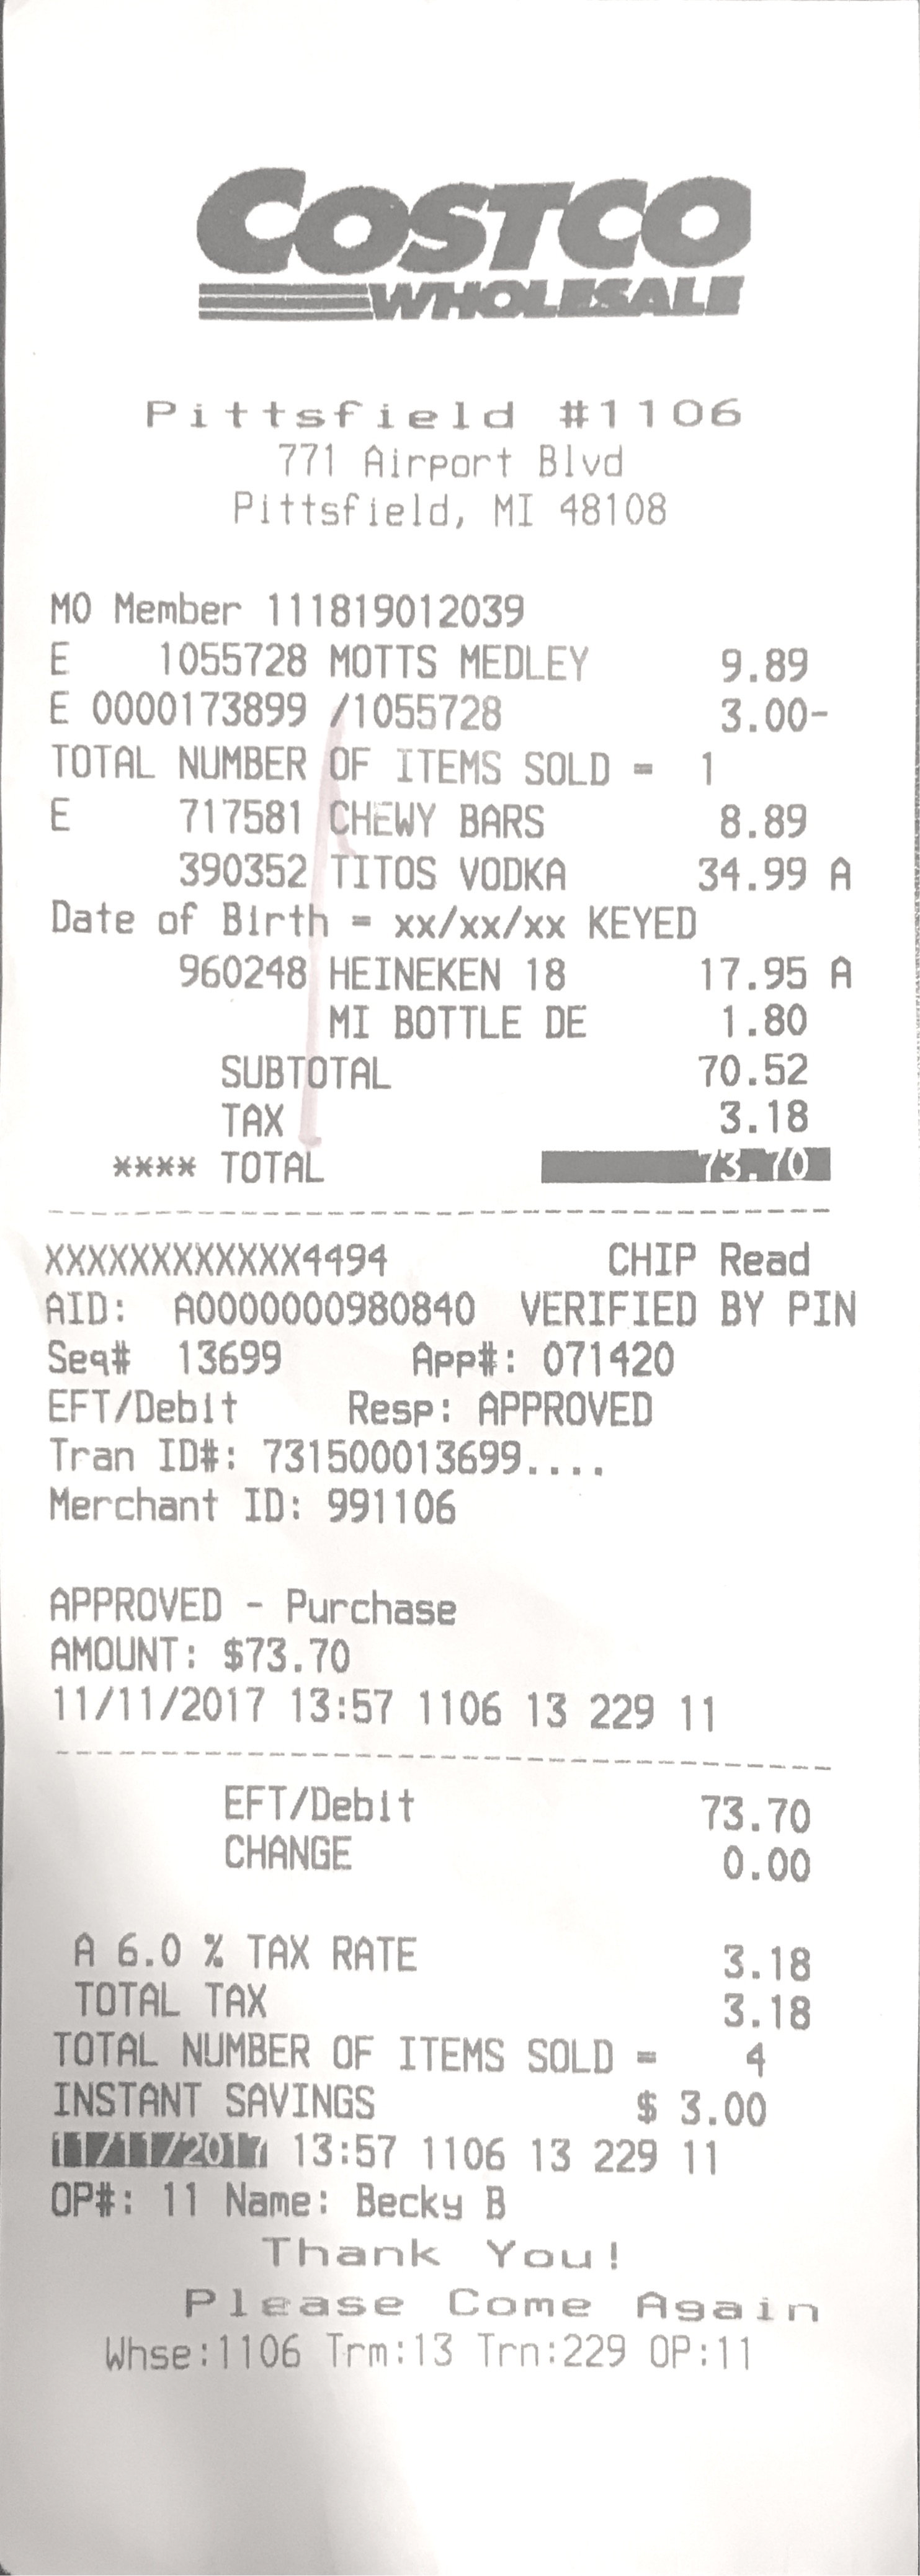 COSTCO
WHOLESALE
Pittsfield #1106
771 Airport Blvd
Pittsfield, MI 48108
MO Member 111819012039
E 1055728 MOTTS MEDLEY 9.89
E 0000173899 /1055728 3.00-
TOTAL NUMBER OF ITEMS SOLD = 1
E 717581 CHEWY BARS 8.89
390352 TITOS VODKA 34.99 A
Date of Birth = xx/xx/xx KEYED
960248 HEINEKEN 18 17.95 A
MI BOTTLE DE 1.80
SUBTOTAL 70.52
TAX 3.18
**** TOTAL 73.70
XXXXXXXXXXXX4494 CHIP Read
AID: A0000000980840 VERIFIED BY PIN
Seq# 13699 App#: 071420
EFT/Debit Resp: APPROVED
Tran ID#: 731500013699....
Merchant ID: 991106
APPROVED - Purchase
AMOUNT: $73.70
11/11/2017 13:57 1106 13 229 11
EFT/Debit 73.70
CHANGE 0.00
A 6.0 % TAX RATE 3.18
TOTAL TAX 3.18
TOTAL NUMBER OF ITEMS SOLD = 4
INSTANT SAVINGS $ 3.00
11/11/2017 13:57 1106 13 229 11
OP#: 11 Name: Becky B
Thank You!
Please Come Again
Whse:1106 Trm:13 Trn:229 OP:11